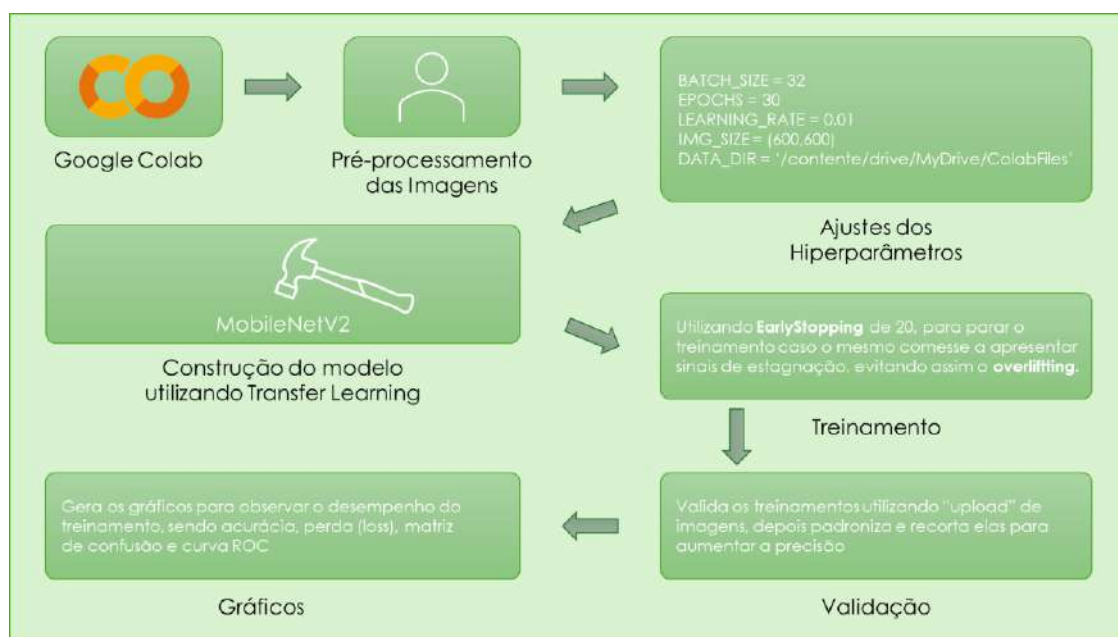 Google Colab
Pré-processamento
das Imagens
BATCH_SIZE = 32
EPOCHS = 30
LEARNING_RATE = 0.01
IMG_SIZE= (600,600)
DATA_DIR = '/contente/drive/MyDrive/ColabFiles'
Ajustes dos
Hiperparâmetros
MobileNetV2
Construção do modelo
utilizando Transfer Learning
Utilizando EarlyStopping de 20, para parar o
treinamento caso o mesmo comesse a apresentar
sinais de estagnação, evitando assim o overliftting.
Treinamento
Valida os treinamentos utilizando "upload" de
imagens, depois padroniza e recorta elas para
aumentar a precisão
Validação
Gera os gráficos para observar o desempenho do
treinamento, sendo acurácia, perda (loss), matriz
de confusão e curva ROC
Gráficos